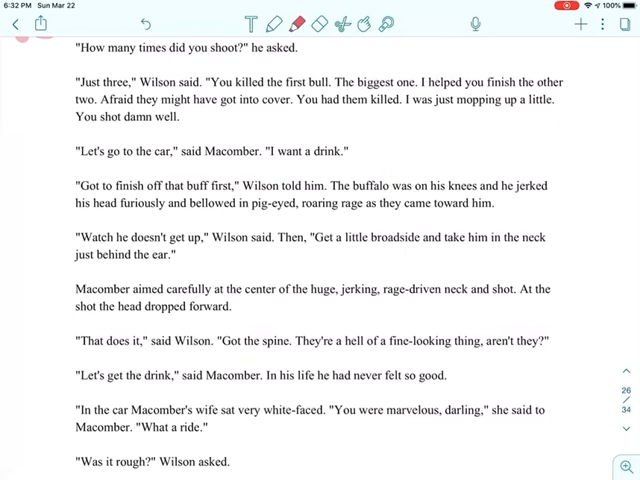 6:32 PM Sun Mar 22
100%
"How many times did you shoot?" he asked.
"Just three," Wilson said. "You killed the first bull. The biggest one. I helped you finish the other
two. Afraid they might have got into cover. You had them killed. I was just mopping up a little.
You shot damn well.
"Let's go to the car," said Macomber. "I want a drink."
"Got to finish off that buff first," Wilson told him. The buffalo was on his knees and he jerked
his head furiously and bellowed in pig-eyed, roaring rage as they came toward him.
"Watch he doesn't get up," Wilson said. Then, "Get a little broadside and take him in the neck
just behind the ear."
Macomber aimed carefully at the center of the huge, jerking, rage-driven neck and shot. At the
shot the head dropped forward.
"That does it," said Wilson. "Got the spine. They're a hell of a fine-looking thing, aren't they?"
"Let's get the drink," said Macomber. In his life he had never felt so good.
"In the car Macomber's wife sat very white-faced. "You were marvelous, darling," she said to
Macomber. "What a ride."
"Was it rough?" Wilson asked.
26
/
34